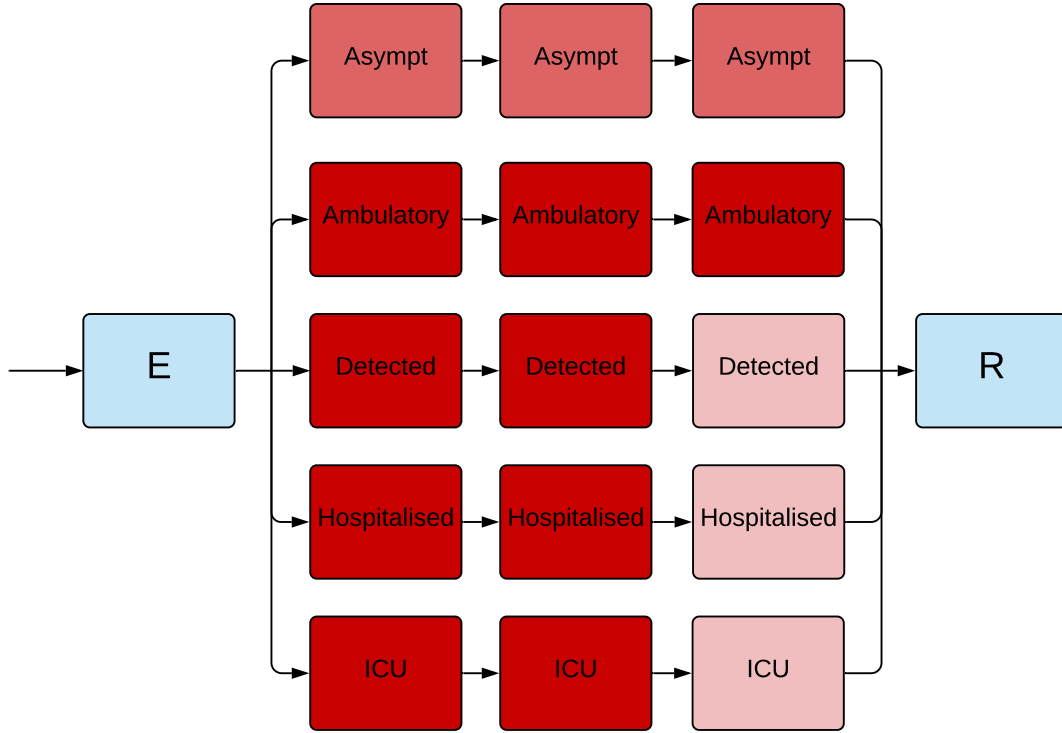 Asympt Asympt Asympt
Ambulatory Ambulatory Ambulatory
E Detected Detected Detected R
Hospitalised Hospitalised Hospitalised
ICU ICU ICU